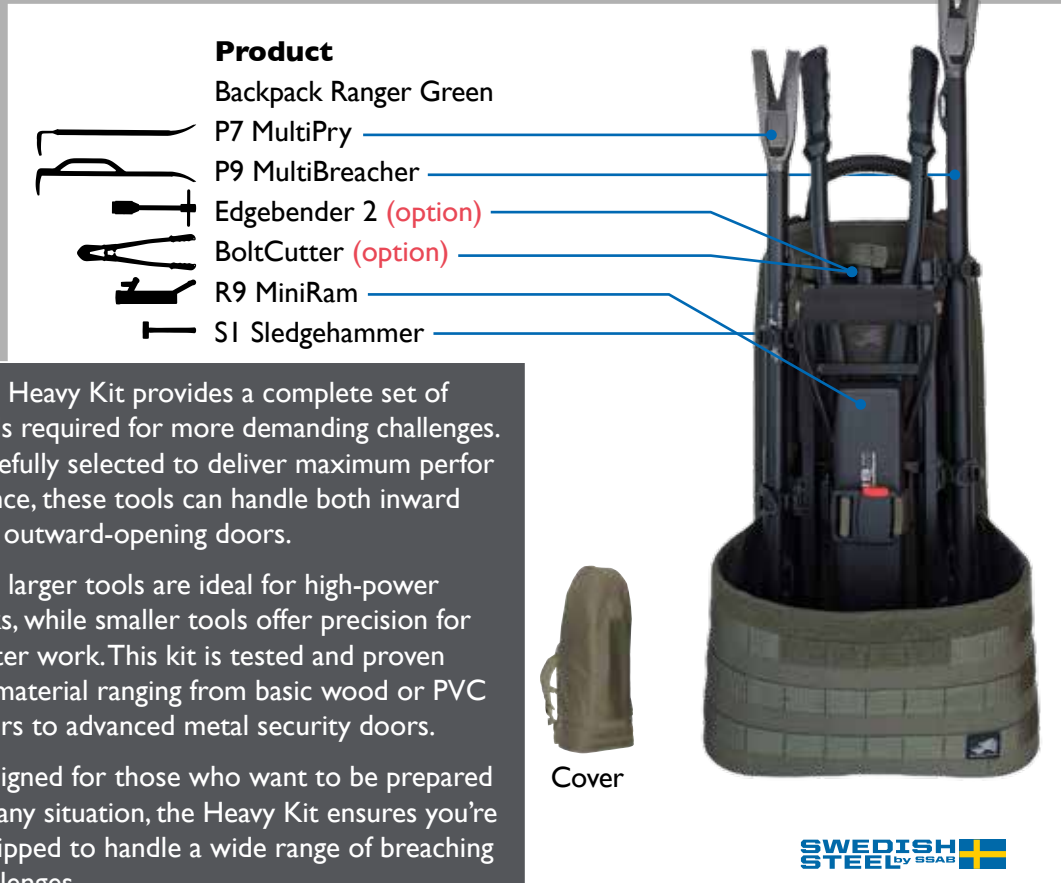 Product
Backpack Ranger Green
P7 MultiPry
P9 MultiBreacher
Edgebender 2 (option)
BoltCutter (option)
R9 MiniRam
S1 Sledgehammer
Heavy Kit provides a complete set of
s required for more demanding challenges.
efully selected to deliver maximum perfor
nce, these tools can handle both inward
outward-opening doors.
larger tools are ideal for high-power
ks, while smaller tools offer precision for
ter work. This kit is tested and proven
material ranging from basic wood or PVC
rs to advanced metal security doors.
igned for those who want to be prepared
any situation, the Heavy Kit ensures you're
ipped to handle a wide range of breaching
llenges
Cover
SWEDISH
STEEL by SSAB